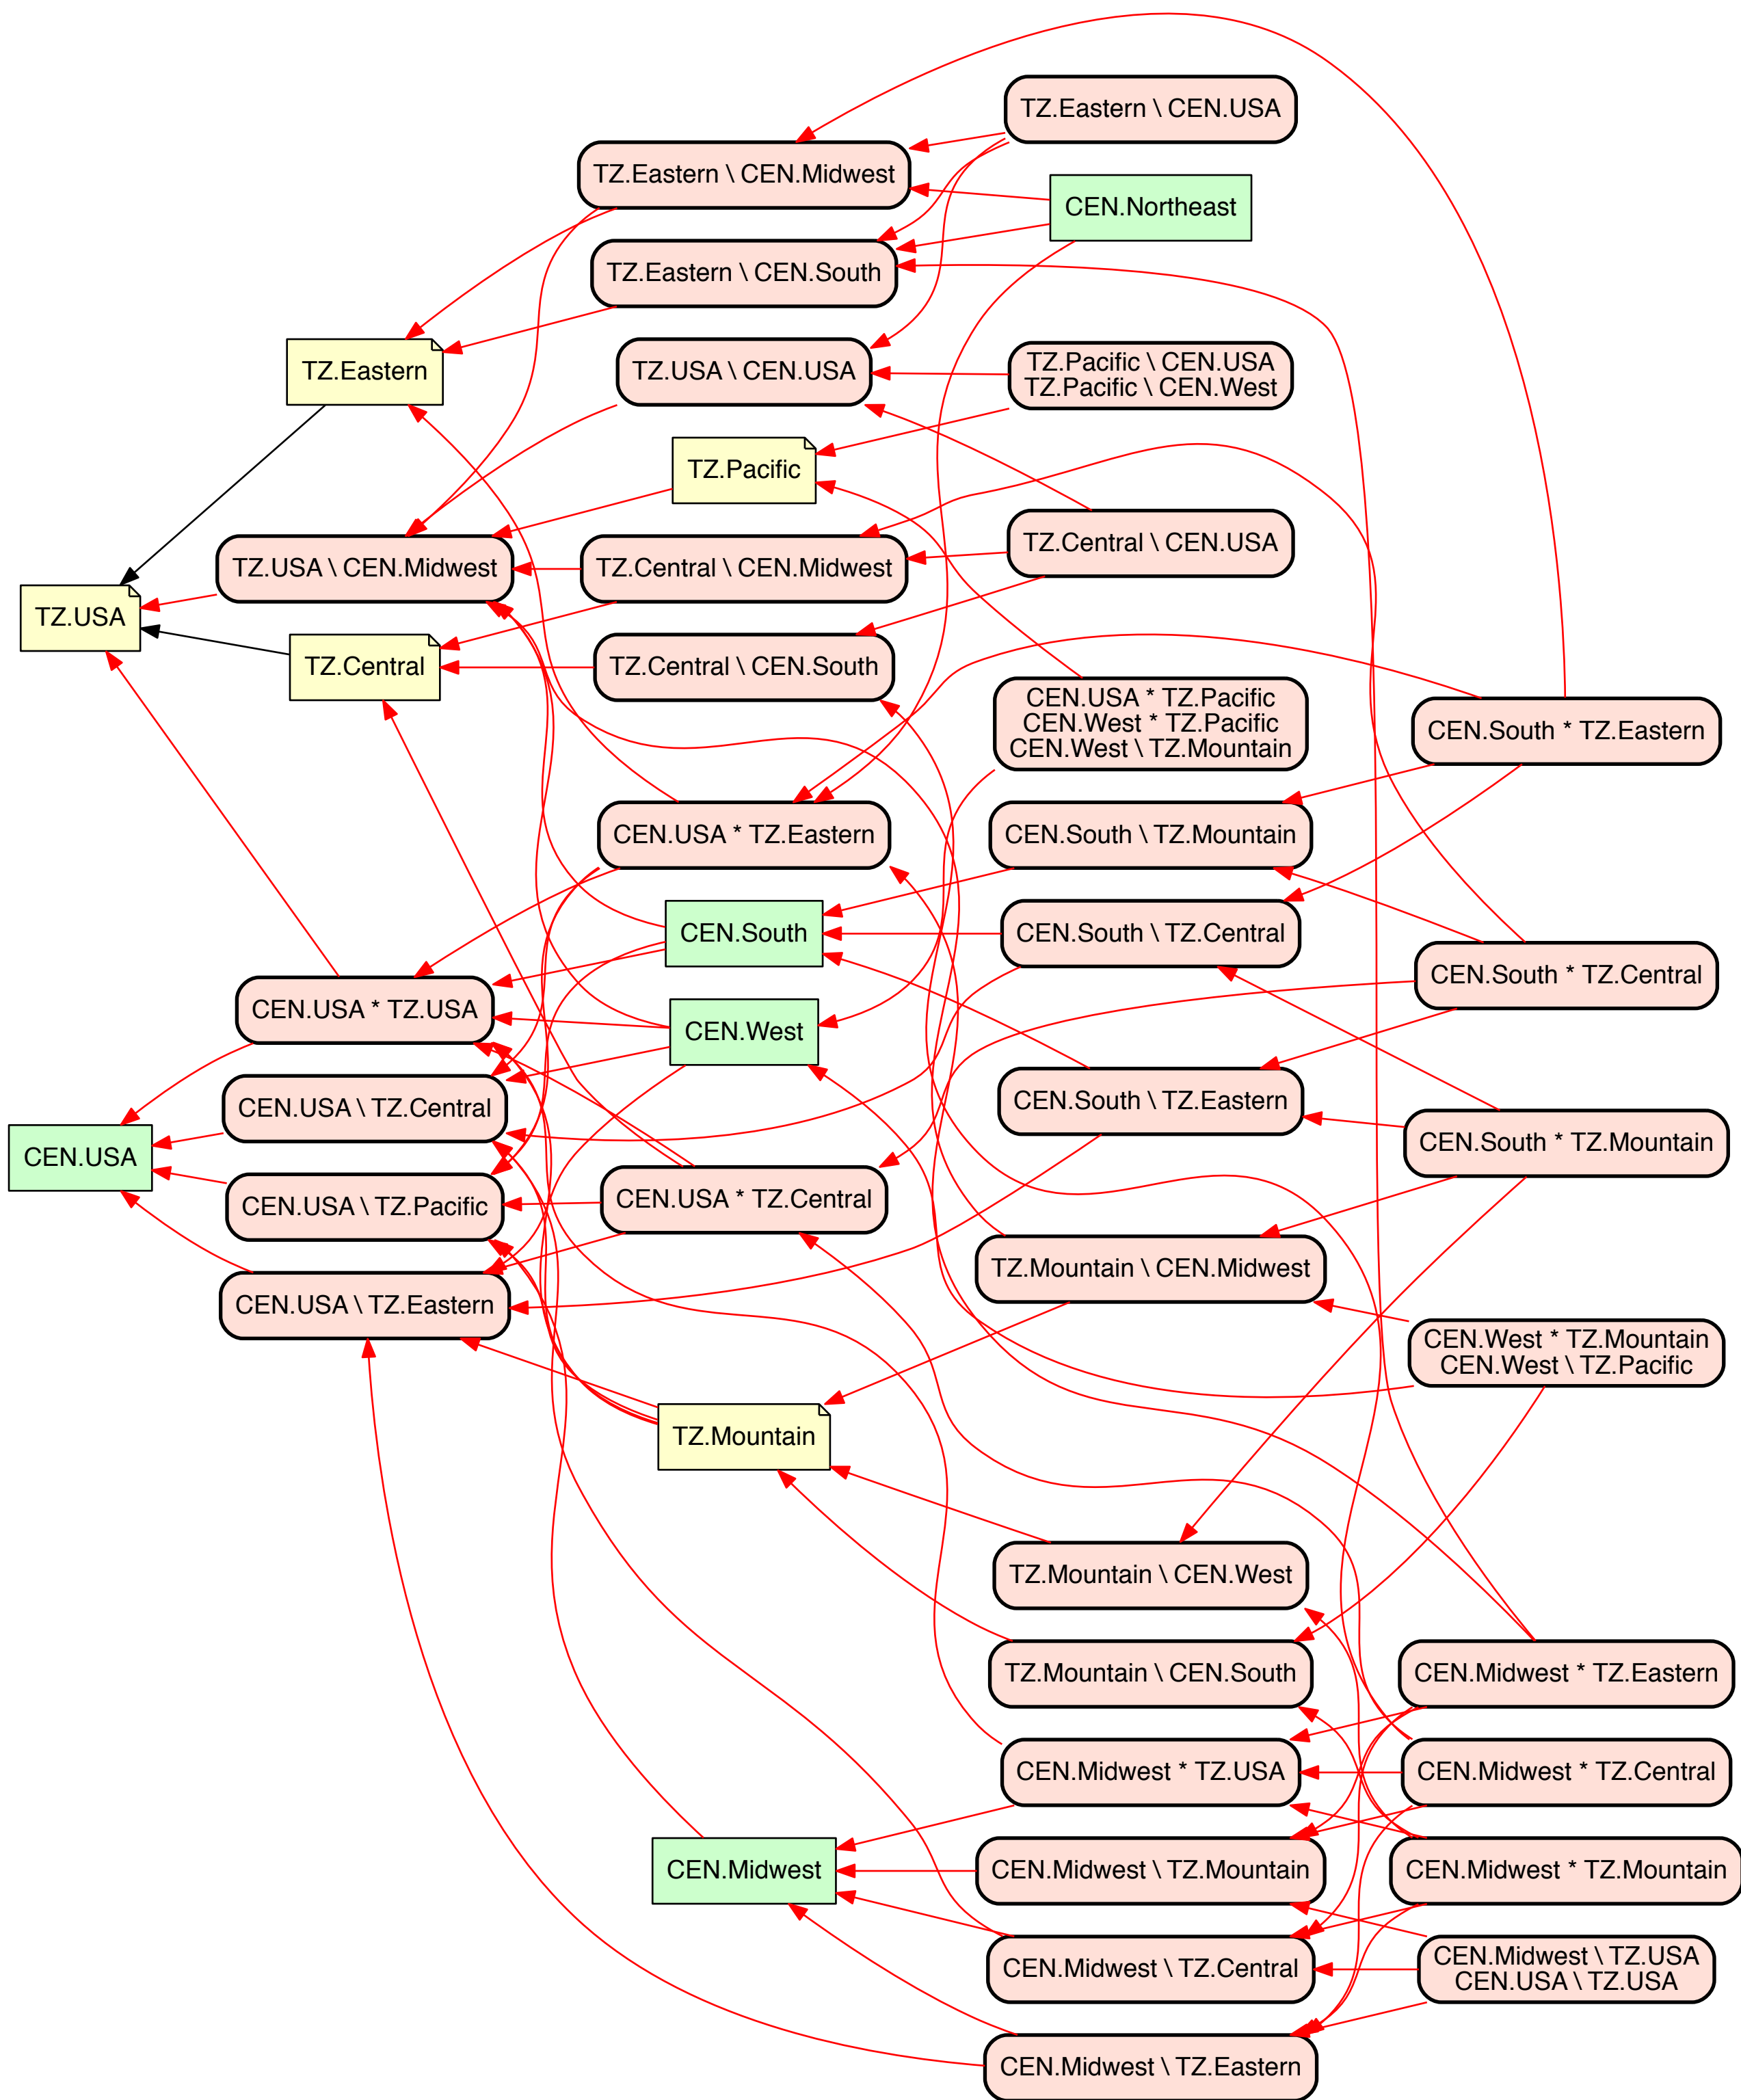 TZ.Eastern \ CEN.USA
TZ.Eastern \ CEN.Midwest
CEN.Northeast
TZ.Eastern \ CEN.South
TZ.Eastern
TZ.USA \ CEN.USA
TZ.Pacific \ CEN.USA
TZ.Pacific \ CEN.West
TZ.Pacific
TZ.USA \ CEN.Midwest
TZ.Central \ CEN.Midwest
TZ.Central \ CEN.USA
TZ.USA
TZ.Central
TZ.Central \ CEN.South
CEN.USA * TZ.Pacific
CEN.West * TZ.Pacific
CEN.West \ TZ.Mountain
CEN.South * TZ.Eastern
CEN.USA * TZ.Eastern
CEN.South \ TZ.Mountain
CEN.South
CEN.South \ TZ.Central
CEN.South * TZ.Central
CEN.USA * TZ.USA
CEN.West
CEN.USA \ TZ.Central
CEN.South \ TZ.Eastern
CEN.South * TZ.Mountain
CEN.USA
CEN.USA \ TZ.Pacific
CEN.USA * TZ.Central
CEN.USA \ TZ.Eastern
TZ.Mountain \ CEN.Midwest
CEN.West * TZ.Mountain
CEN.West \ TZ.Pacific
TZ.Mountain
TZ.Mountain \ CEN.West
TZ.Mountain \ CEN.South
CEN.Midwest * TZ.Eastern
CEN.Midwest * TZ.USA
CEN.Midwest * TZ.Central
CEN.Midwest
CEN.Midwest \ TZ.Mountain
CEN.Midwest * TZ.Mountain
CEN.Midwest \ TZ.Central
CEN.Midwest \ TZ.USA
CEN.USA \ TZ.USA
CEN.Midwest \ TZ.Eastern